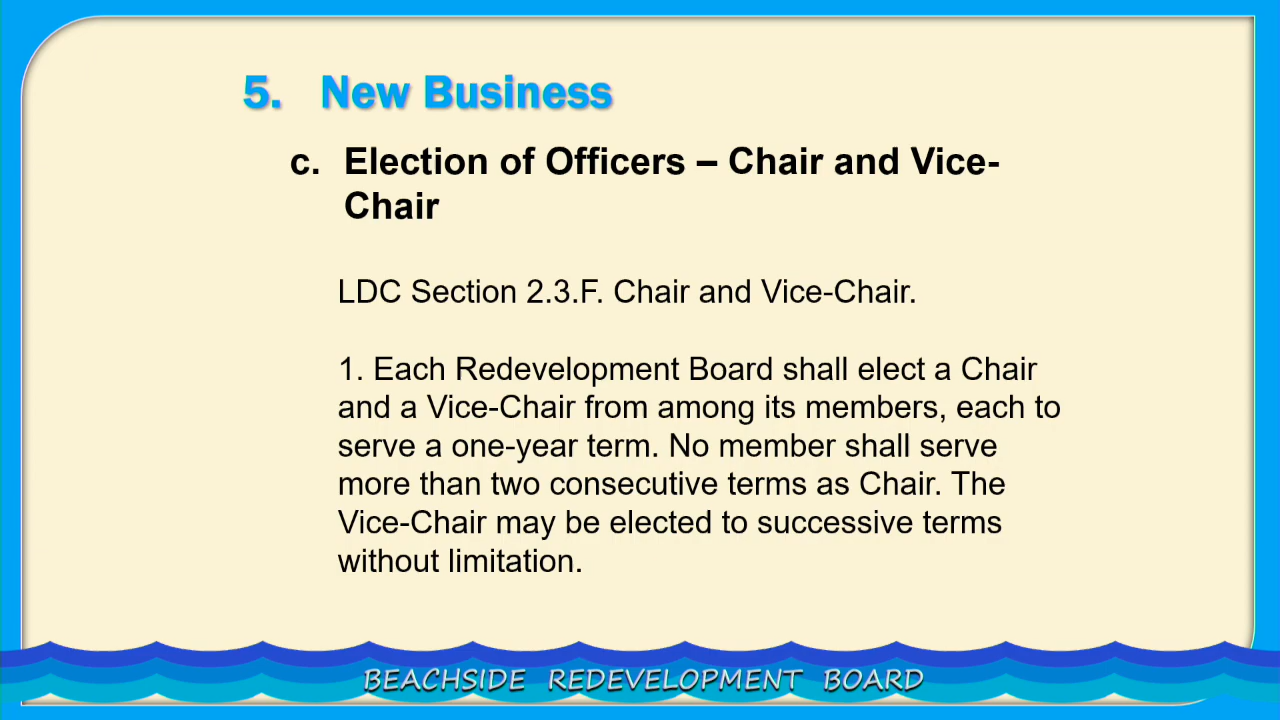 5. New Business
c. Election of Officers – Chair and Vice-
Chair
LDC Section 2.3.F. Chair and Vice-Chair.
1. Each Redevelopment Board shall elect a Chair
and a Vice-Chair from among its members, each to
serve a one-year term. No member shall serve
more than two consecutive terms as Chair. The
Vice-Chair may be elected to successive terms
without limitation.
BEACHSIDE REDEVELOPMENT BOARD